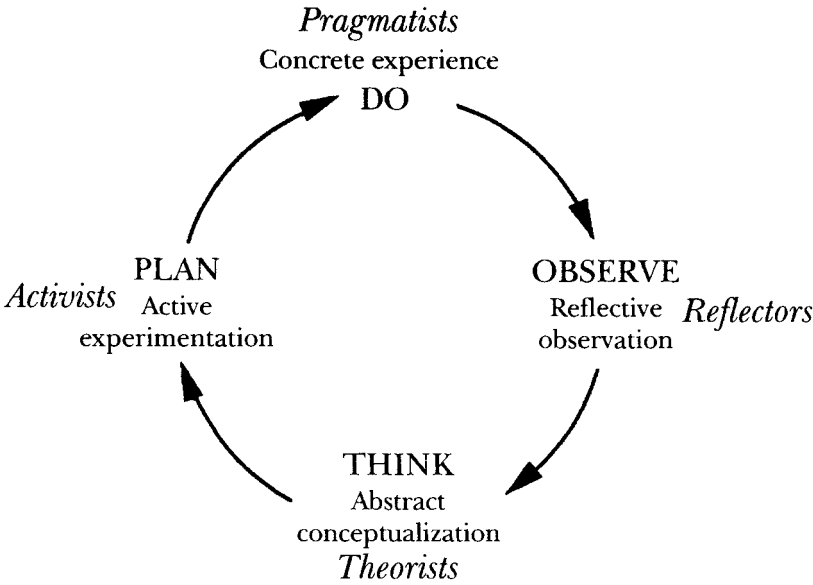 Pragmatists
Concrete experience
DO
PLAN
Activists
Active
experimentation
OBSERVE
Reflective
observation
Reflectors
THINK
Abstract
conceptualization
Theorists